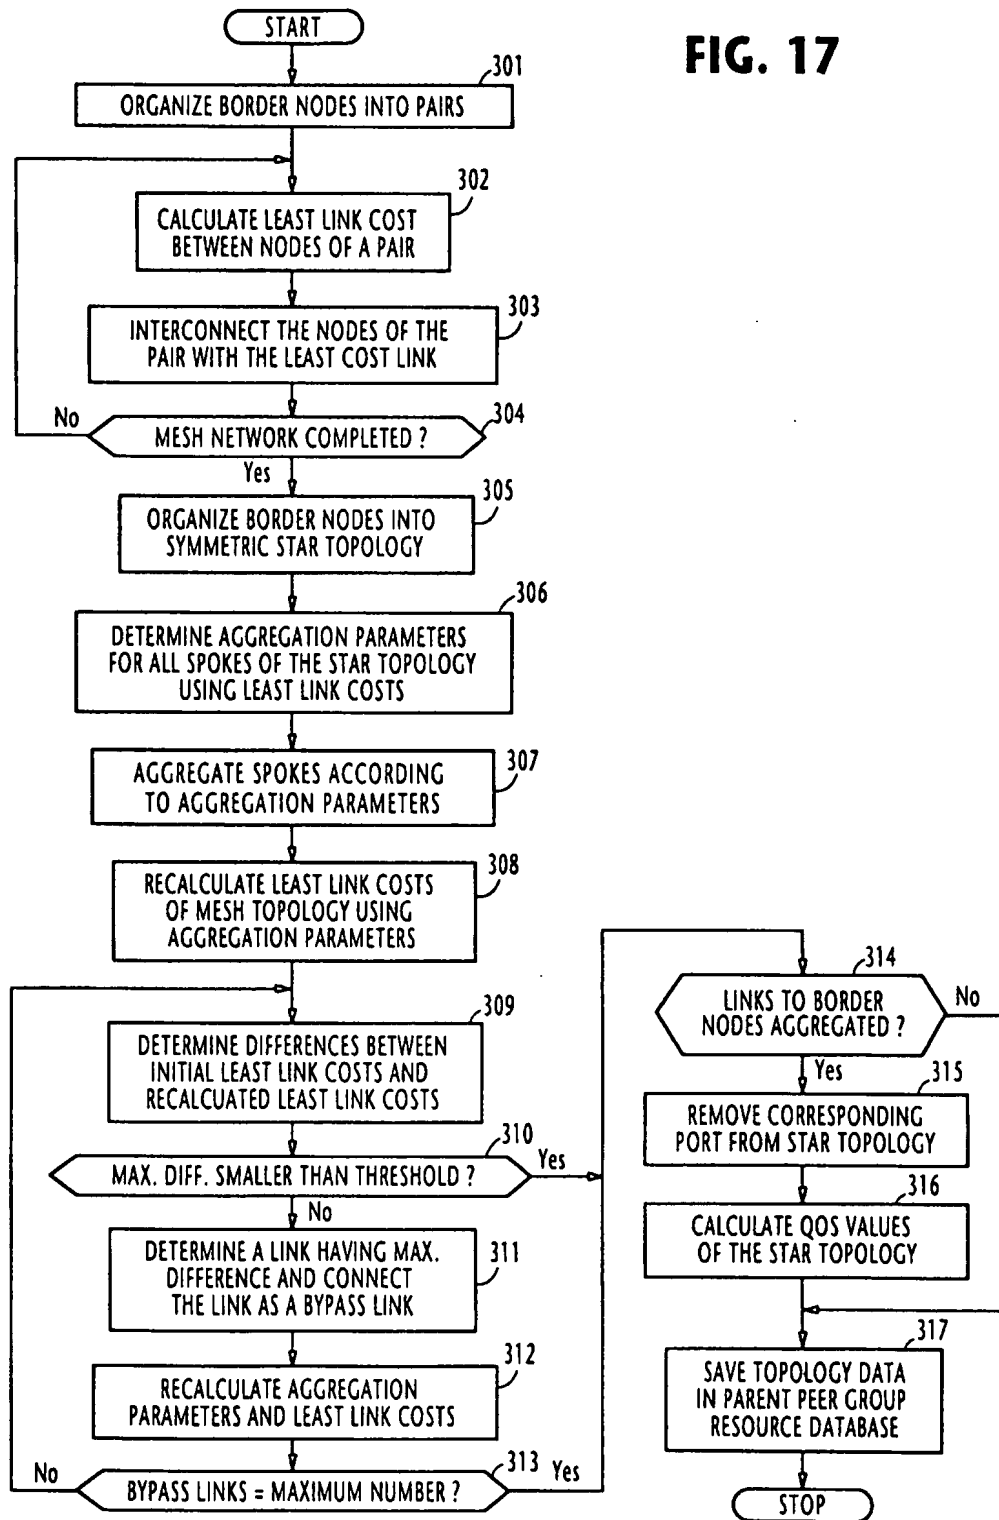 START
FIG. 17
301
ORGANIZE BORDER NODES INTO PAIRS
302
CALCULATE LEAST LINK COST
BETWEEN NODES OF A PAIR
303
INTERCONNECT THE NODES OF THE
PAIR WITH THE LEAST COST LINK
304
No
MESH NETWORK COMPLETED ?
Yes
305
ORGANIZE BORDER NODES INTO
SYMMETRIC STAR TOPOLOGY
306
DETERMINE AGGREGATION PARAMETERS
FOR ALL SPOKES OF THE STAR TOPOLOGY
USING LEAST LINK COSTS
307
AGGREGATE SPOKES ACCORDING
TO AGGREGATION PARAMETERS
308
RECALCULATE LEAST LINK COSTS
OF MESH TOPOLOGY USING
AGGREGATION PARAMETERS
309
DETERMINE DIFFERENCES BETWEEN
INITIAL LEAST LINK COSTS AND
RECALCUATED LEAST LINK COSTS
310
MAX. DIFF. SMALLER THAN THRESHOLD ?
Yes
No
311
DETERMINE A LINK HAVING MAX.
DIFFERENCE AND CONNECT
THE LINK AS A BYPASS LINK
312
RECALCULATE AGGREGATION
PARAMETERS AND LEAST LINK COSTS
313
No
BYPASS LINKS = MAXIMUM NUMBER ?
Yes
314
LINKS TO BORDER
NODES AGGREGATED ?
No
Yes
315
REMOVE CORRESPONDING
PORT FROM STAR TOPOLOGY
316
CALCULATE QOS VALUES
OF THE STAR TOPOLOGY
317
SAVE TOPOLOGY DATA
IN PARENT PEER GROUP
RESOURCE DATABASE
STOP